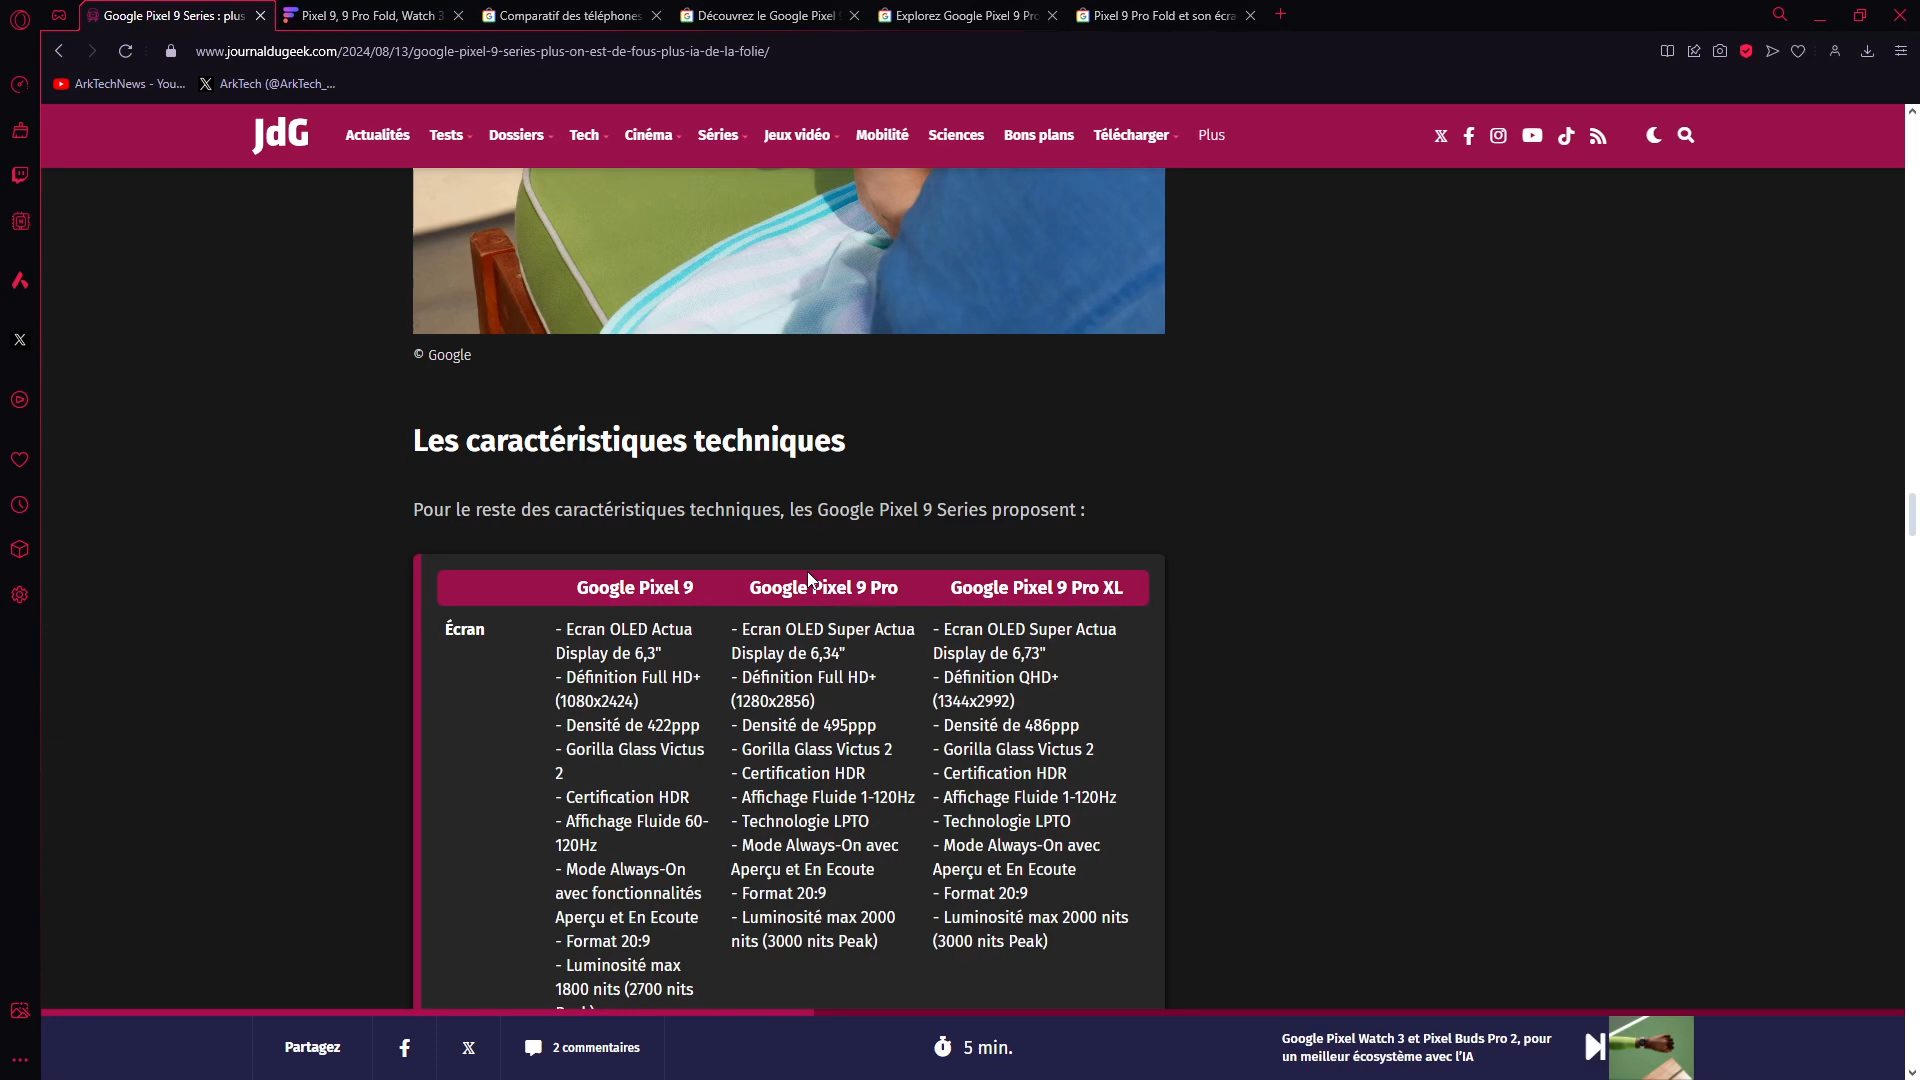 Google Pixel 9 Series : plus
Pixel 9, 9 Pro Fold, Watch 3
Comparatif des téléphones
Découvrez le Google Pixel
Explorez Google Pixel 9 Pro
Pixel 9 Pro Fold et son écra
www.journaldugeek.com/2024/08/13/google-pixel-9-series-plus-on-est-de-fous-plus-ia-de-la-folie/
ArkTechNews - You...
ArkTech (@ArkTech_...
JdG
Actualités
Tests
Dossiers
Tech
Cinéma
Séries
Jeux vidéo
Mobilité
Sciences
Bons plans
Télécharger
Plus
© Google
Les caractéristiques techniques
Pour le reste des caractéristiques techniques, les Google Pixel 9 Series proposent :
Google Pixel 9
Google Pixel 9 Pro
Google Pixel 9 Pro XL
Écran
- Ecran OLED Actua
Display de 6,3"
- Définition Full HD+
(1080x2424)
- Densité de 422ppp
- Gorilla Glass Victus
2
- Certification HDR
- Affichage Fluide 60-
120Hz
- Mode Always-On
avec fonctionnalités
Aperçu et En Ecoute
- Format 20:9
- Luminosité max
1800 nits (2700 nits
- Ecran OLED Super Actua
Display de 6,34"
- Définition Full HD+
(1280x2856)
- Densité de 495ppp
- Gorilla Glass Victus 2
- Certification HDR
- Affichage Fluide 1-120Hz
- Technologie LPTO
- Mode Always-On avec
Aperçu et En Ecoute
- Format 20:9
- Luminosité max 2000
nits (3000 nits Peak)
- Ecran OLED Super Actua
Display de 6,73"
- Définition QHD+
(1344x2992)
- Densité de 486ppp
- Gorilla Glass Victus 2
- Certification HDR
- Affichage Fluide 1-120Hz
- Technologie LPTO
- Mode Always-On avec
Aperçu et En Ecoute
- Format 20:9
- Luminosité max 2000 nits
(3000 nits Peak)
Partagez
2 commentaires
5 min.
Google Pixel Watch 3 et Pixel Buds Pro 2, pour
un meilleur écosystème avec l'IA